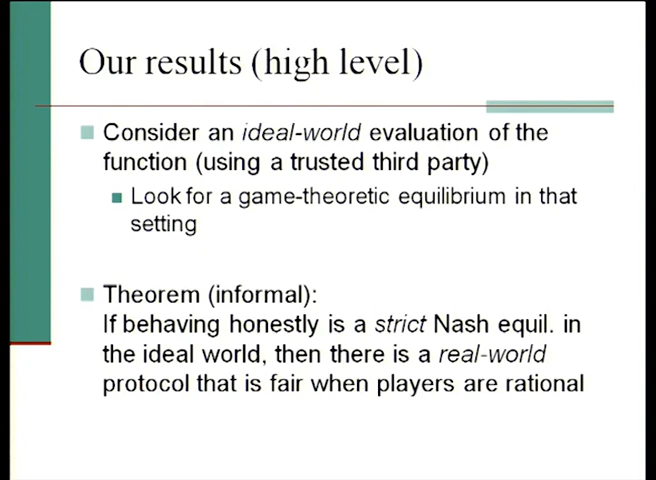 Our results (high level)
Consider an ideal-world evaluation of the
function (using a trusted third party)
Look for a game-theoretic equilibrium in that
setting
Theorem (informal):
If behaving honestly is a strict Nash equil. in
the ideal world, then there is a real-world
protocol that is fair when players are rational